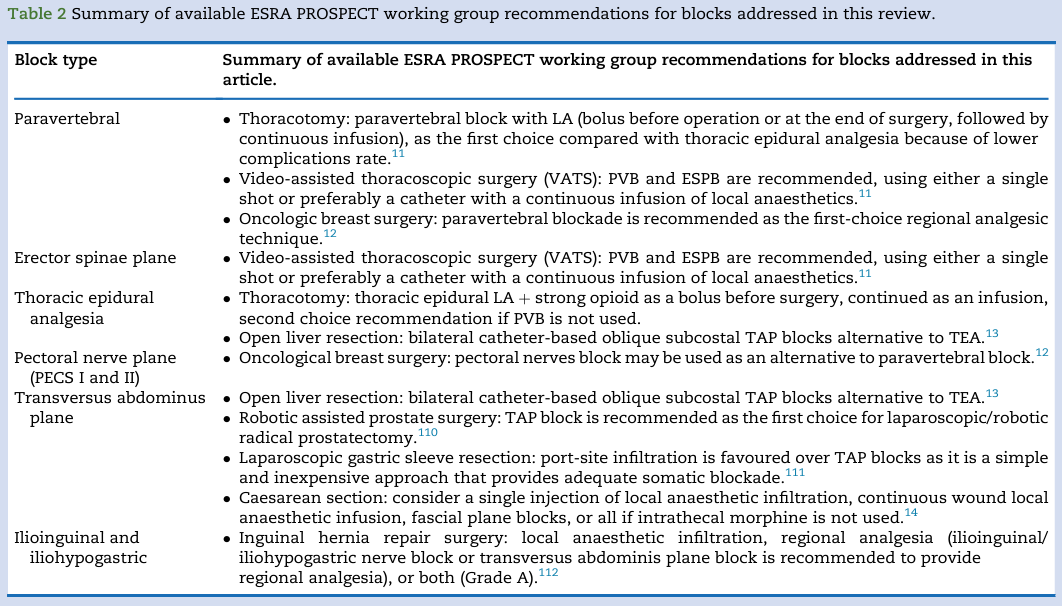 Table 2 Summary of available ESRA PROSPECT working group recommendations for blocks addressed in this review.
Block type
Summary of available ESRA PROSPECT working group recommendations for blocks addressed in this
article.
Paravertebral
• Thoracotomy: paravertebral block with LA (bolus before operation or at the end of surgery, followed by
continuous infusion), as the first choice compared with thoracic epidural analgesia because of lower
complications rate.11
• Video-assisted thoracoscopic surgery (VATS): PVB and ESPB are recommended, using either a single
shot or preferably a catheter with a continuous infusion of local anaesthetics.11
• Oncologic breast surgery: paravertebral blockade is recommended as the first-choice regional analgesic
technique.12
Erector spinae plane
• Video-assisted thoracoscopic surgery (VATS): PVB and ESPB are recommended, using either a single
shot or preferably a catheter with a continuous infusion of local anaesthetics.11
Thoracic epidural
analgesia
• Thoracotomy: thoracic epidural LA + strong opioid as a bolus before surgery, continued as an infusion,
second choice recommendation if PVB is not used.
• Open liver resection: bilateral catheter-based oblique subcostal TAP blocks alternative to TEA.13
Pectoral nerve plane
(PECS I and II)
• Oncological breast surgery: pectoral nerves block may be used as an alternative to paravertebral block.12
Transversus abdominus
plane
• Open liver resection: bilateral catheter-based oblique subcostal TAP blocks alternative to TEA.13
• Robotic assisted prostate surgery: TAP block is recommended as the first choice for laparoscopic/robotic
radical prostatectomy.110
• Laparoscopic gastric sleeve resection: port-site infiltration is favoured over TAP blocks as it is a simple
and inexpensive approach that provides adequate somatic blockade.111
• Caesarean section: consider a single injection of local anaesthetic infiltration, continuous wound local
anaesthetic infusion, fascial plane blocks, or all if intrathecal morphine is not used.14
Ilioinguinal and
iliohypogastric
• Inguinal hernia repair surgery: local anaesthetic infiltration, regional analgesia (ilioinguinal/
iliohypogastric nerve block or transversus abdominis plane block is recommended to provide
regional analgesia), or both (Grade A).112